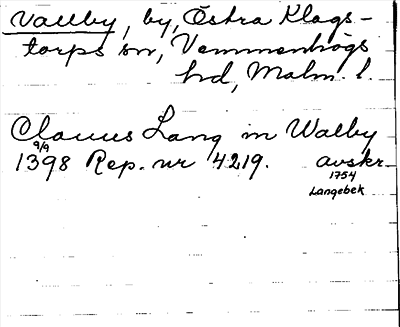 Vallby, by, Östra Klags-
torps sn, Vemmenhögs
hd, Malm. l.
Clauus Lang in Walby
9/9
1398 Rep. nr 4219. avskr.
1754
Langebek